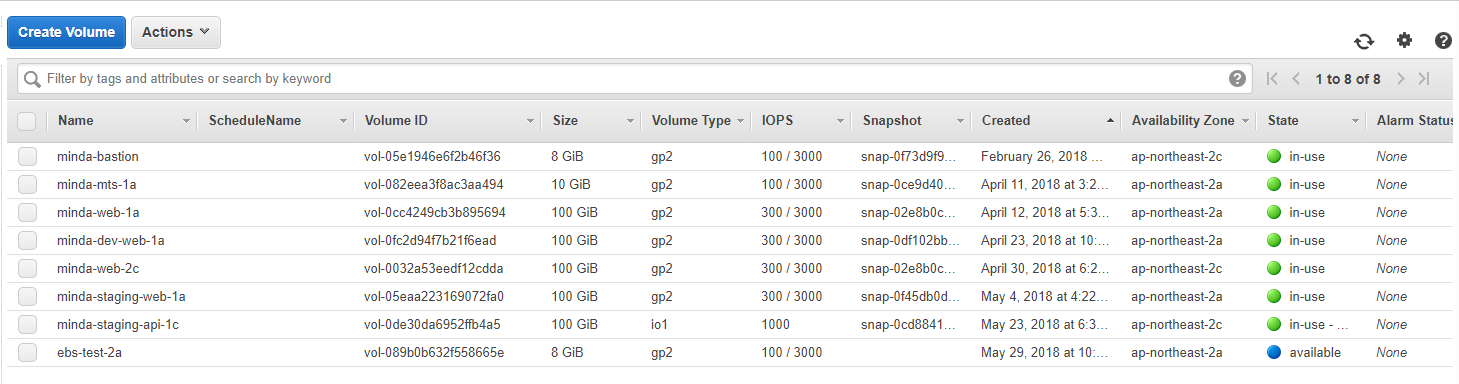 Create Volume Actions
Filter by tags and attributes or search by keyword 1 to 8 of 8
Name ScheduleName Volume ID Size Volume Type IOPS Snapshot Created Availability Zone State Alarm Status
minda-bastion vol-05e1946e6f2b46f36 8 GiB gp2 100 / 3000 snap-0f73d9f9... February 26, 2018 ... ap-northeast-2c in-use None
minda-mts-1a vol-082eea3f8ac3aa494 10 GiB gp2 100 / 3000 snap-0ce9d40... April 11, 2018 at 3:2... ap-northeast-2a in-use None
minda-web-1a vol-0cc4249cb3b895694 100 GiB gp2 300 / 3000 snap-02e8b0c... April 12, 2018 at 5:3... ap-northeast-2a in-use None
minda-dev-web-1a vol-0fc2d94f7b21f6ead 100 GiB gp2 300 / 3000 snap-0df102bb... April 23, 2018 at 10:... ap-northeast-2a in-use None
minda-web-2c vol-0032a53eedf12cdda 100 GiB gp2 300 / 3000 snap-02e8b0c... April 30, 2018 at 6:2... ap-northeast-2c in-use None
minda-staging-web-1a vol-05eaa223169072fa0 100 GiB gp2 300 / 3000 snap-0f45db0d... May 4, 2018 at 4:22... ap-northeast-2a in-use None
minda-staging-api-1c vol-0de30da6952ffb4a5 100 GiB io1 1000 snap-0cd8841... May 23, 2018 at 6:3... ap-northeast-2c in-use - ... None
ebs-test-2a vol-089b0b632f558665e 8 GiB gp2 100 / 3000 May 29, 2018 at 10:... ap-northeast-2a available None